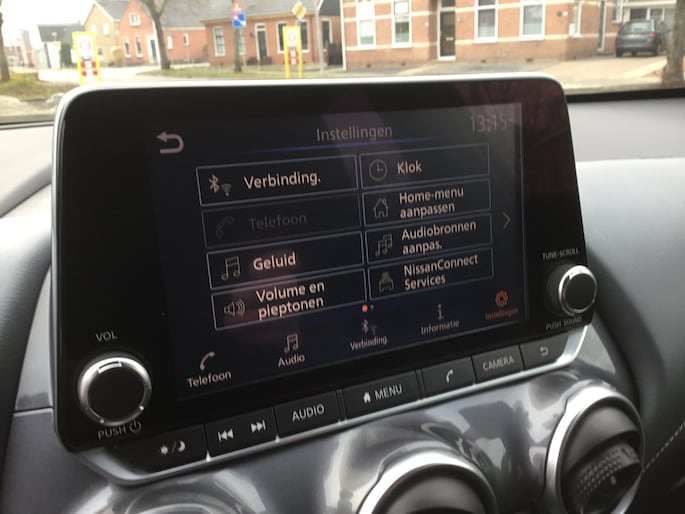 Instellingen
13:15
Verbinding.
Klok
Telefoon
Home-menu
aanpassen
Geluid
Audiobronnen
aanpas.
Volume en
pieptonen
NissanConnect
Services
Telefoon
Audio
Verbinding.
Informatie
Instellingen
VOL
PUSH
TUNE·SCROLL
PUSH SOUND
AUDIO
MENU
CAMERA